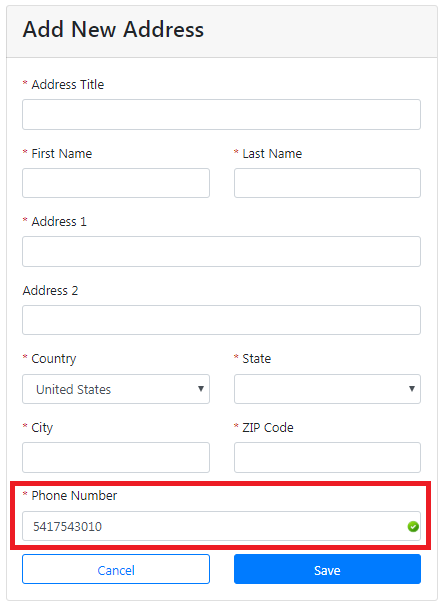 Add New Address
* Address Title
* First Name * Last Name
* Address 1
Address 2
* Country * State
United States
* City * ZIP Code
* Phone Number
5417543010
Cancel Save